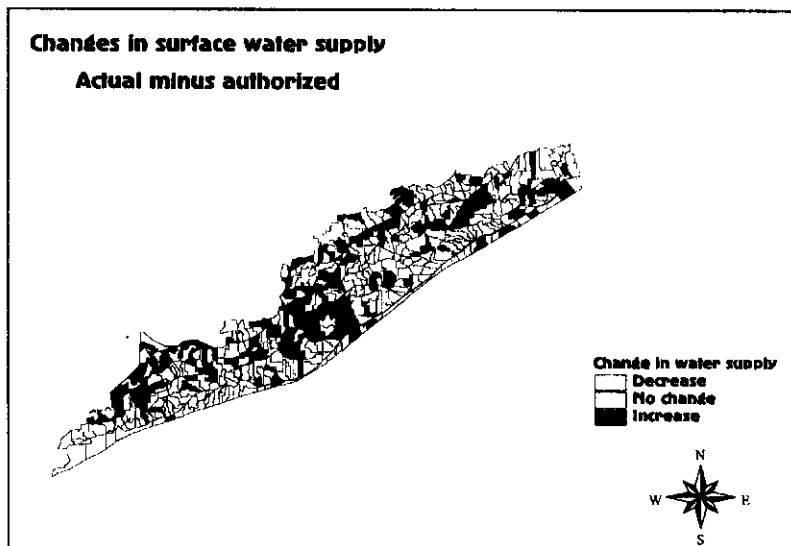 Changes in surface water supply
Actual minus authorized
Change in water supply
Decrease
No change
Increase
N
W E
S